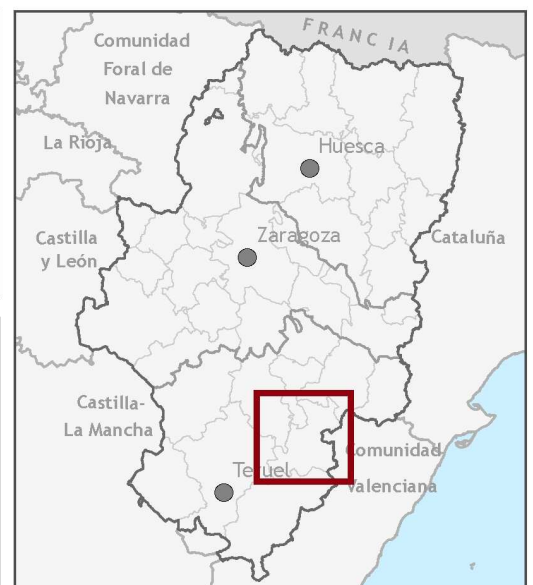 FRANCIA
Comunidad
Foral de
Navarra
La Rioja
Huesca
Zaragoza
Castilla
y León
Cataluña
Castilla-
La Mancha
Teruel
Comunidad
Valenciana